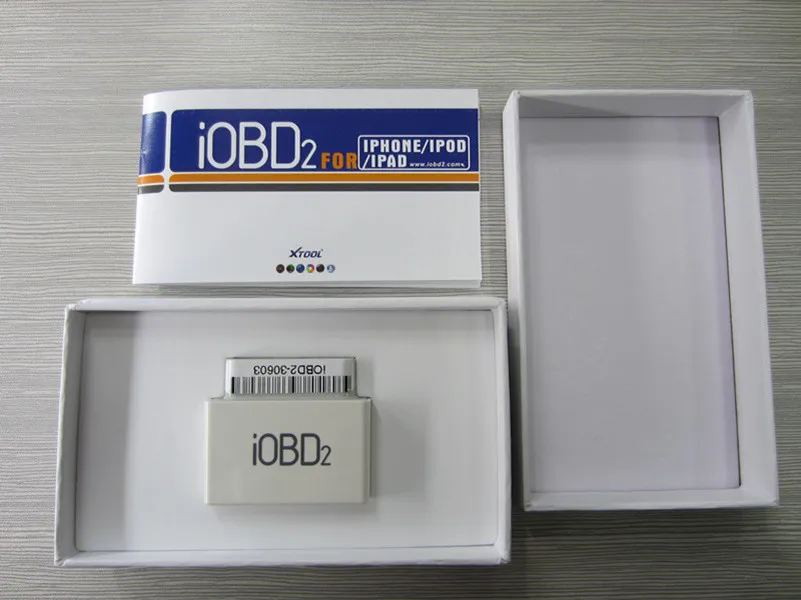 iOBD2 FOR IPHONE/IPOD
/IPAD www.iobd2.com
XTOOL
iOBD2-30603
iOBD2